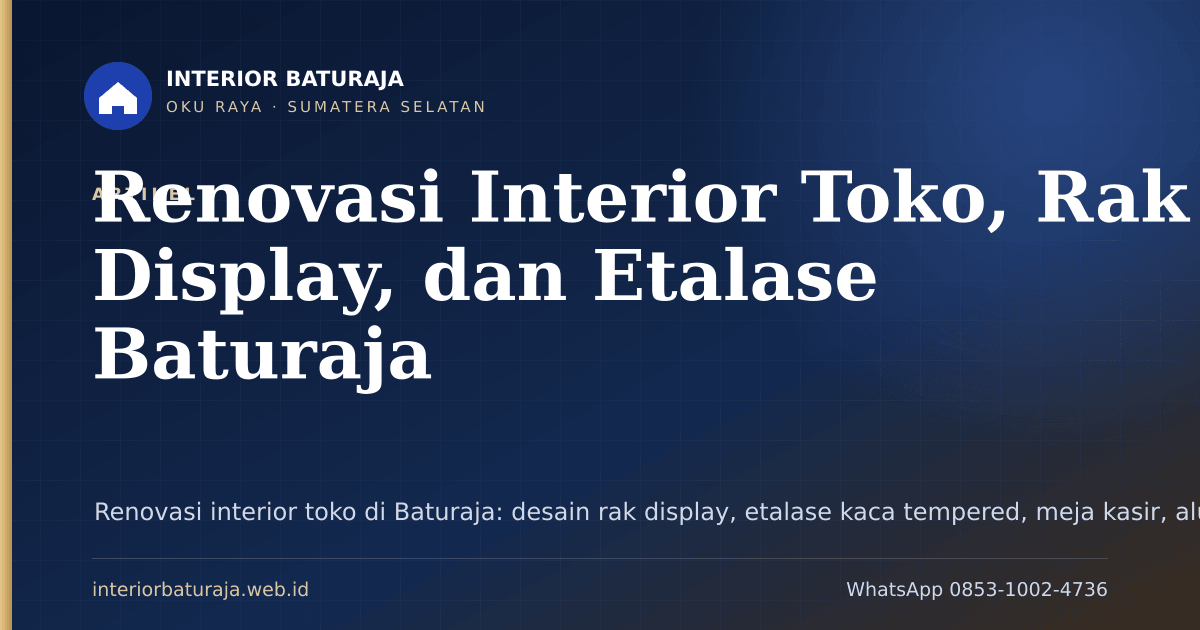 INTERIOR BATURAJA
OKU RAYA · SUMATERA SELATAN
ARTIKEL
Renovasi Interior Toko, Rak
Display, dan Etalase
Baturaja
Renovasi interior toko di Baturaja: desain rak display, etalase kaca tempered, meja kasir,
interiorbaturaja.web.id
WhatsApp 0853-1002-4736